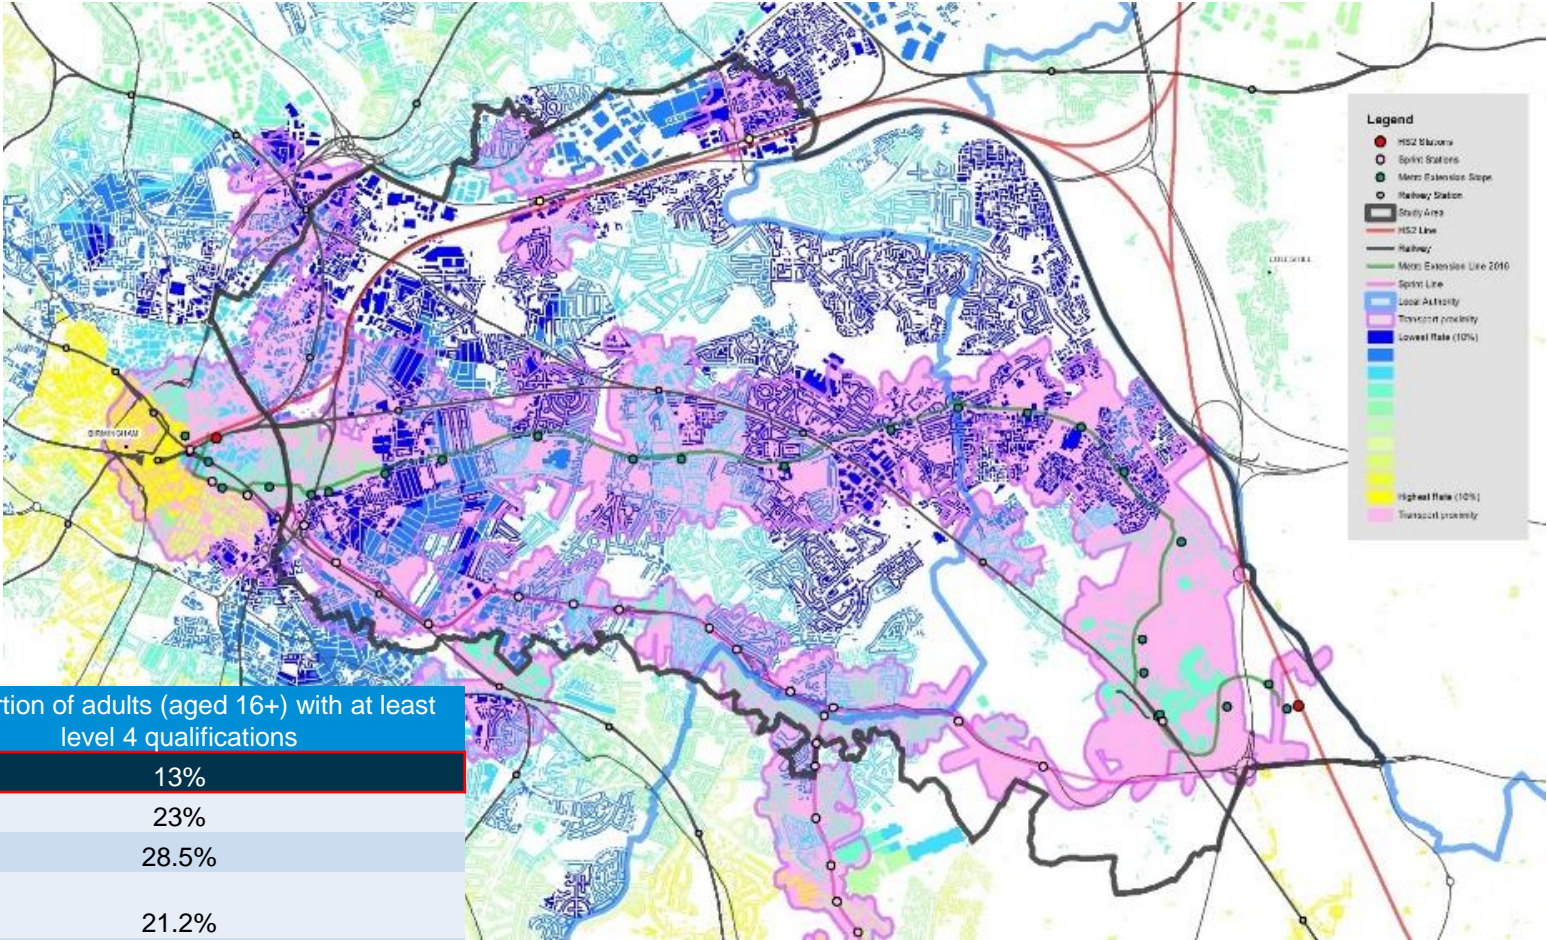 Legend
HS2 Stations
Sprint Stations
Metro Extension Stops
Railway Station
Study Area
HS2 Line
Railway
Metro Extension Line 2016
Sprint Line
Local Authority
Transport proximity
Lowest Rate (10%)
Highest Rate (10%)
Transport proximity
COLESHILL
BIRMINGHAM
rtion of adults (aged 16+) with at least
level 4 qualifications
13%
23%
28.5%
21.2%